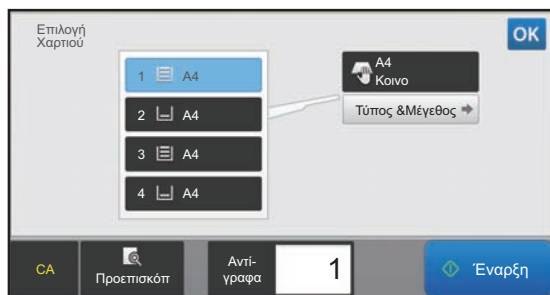 Επιλογή
Χαρτιού
OK
1 A4
2 A4
3 A4
4 A4
A4
Κοινο
Τύπος &Μέγεθος
CA
Προεπισκόπ
Αντί-
γραφα
1
Έναρξη